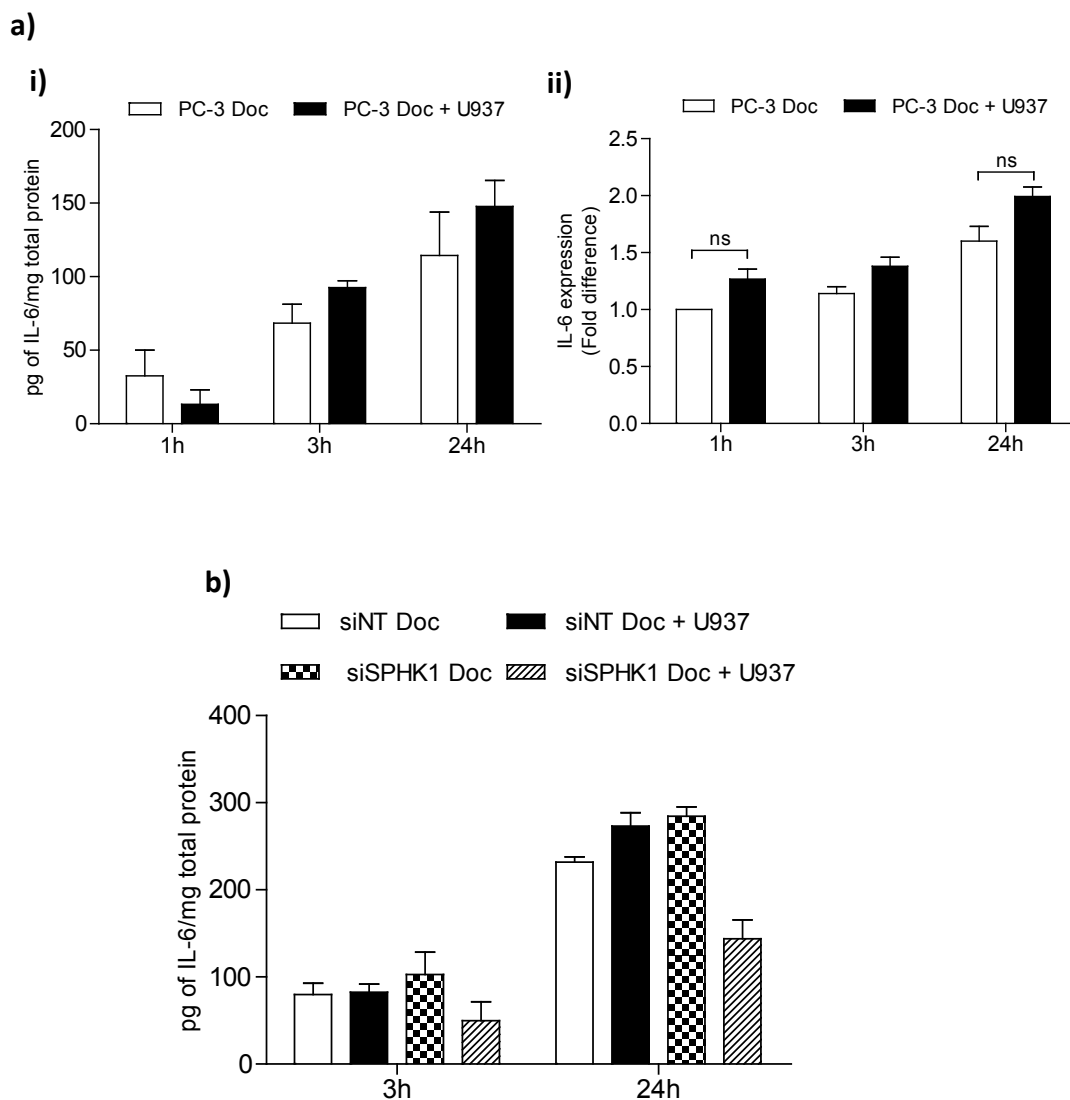 a)
i)
PC-3 Doc PC-3 Doc + U937
pg of IL-6/mg total protein
200
150
100
50
0
1h 3h 24h
ii)
PC-3 Doc PC-3 Doc + U937
IL-6 expression
(Fold difference)
2.5
2.0
1.5
1.0
0.5
0.0
ns
ns
1h 3h 24h
b)
siNT Doc siNT Doc + U937
siSPHK1 Doc siSPHK1 Doc + U937
pg of IL-6/mg total protein
400
300
200
100
0
3h 24h